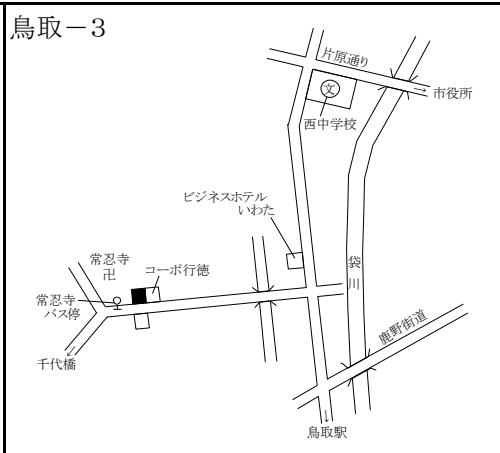 鳥取－3
片原通り
市役所
文
西中学校
ビジネスホテル
いわた
袋川
常忍寺
卍
コーポ行徳
常忍寺
バス停
千代橋
鹿野街道
鳥取駅